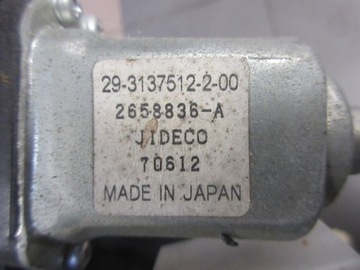 29-3137512-2-00
2658836-A
JIDECO
70612
MADE IN JAPAN